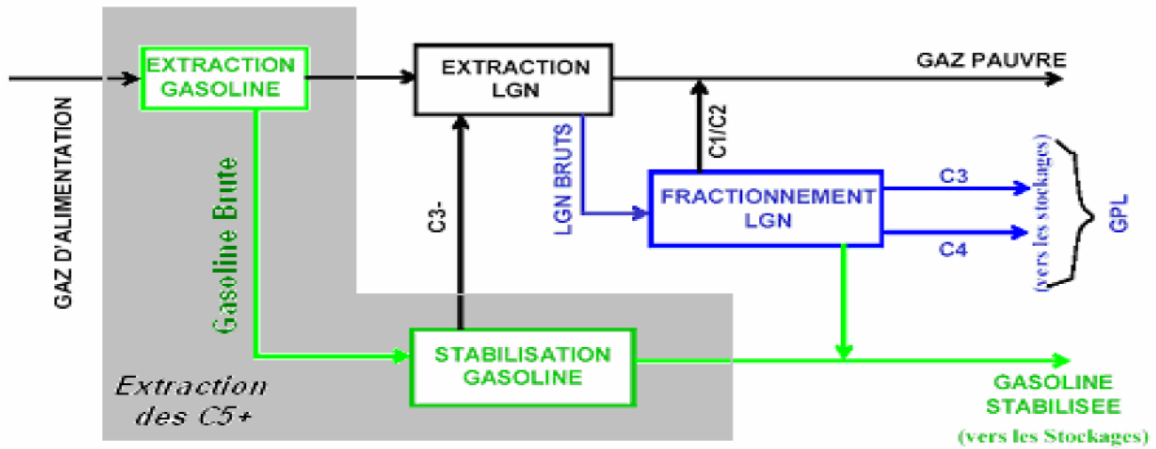 EXTRACTION
GASOLINE
EXTRACTION
LGN
GAZ PAUVRE
GAZ D'ALIMENTATION
Gasoline Brute
C3-
LGN BRUTS
C1/C2
FRACTIONNEMENT
LGN
C3
C4
(vers les stockages)
GPL
STABILISATION
GASOLINE
Extraction
des C5+
GASOLINE
STABILISEE
(vers les Stockages)